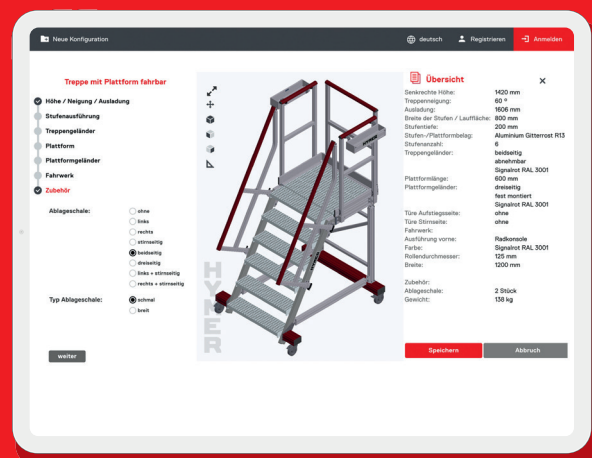 Neue Konfiguration
deutsch
Registrieren
Anmelden
Treppe mit Plattform fahrbar
Höhe / Neigung / Ausladung
Stufenausführung
Treppengeländer
Plattform
Plattformgeländer
Fahrwerk
Zubehör
Ablageschale:
ohne
links
rechts
stirnseitig
beidseitig
dreiseitig
links + stirnseitig
rechts + stirnseitig
Typ Ablageschale:
schmal
breit
weiter
HYMER
HYMER
Übersicht
Senkrechte Höhe: 1420 mm
Treppenneigung: 60 º
Ausladung: 1606 mm
Breite der Stufen / Lauffläche: 800 mm
Stufentiefe: 200 mm
Stufen-/Plattformbelag: Aluminium Gitterrost R13
Stufenanzahl: 6
Treppengeländer: beidseitig
abnehmbar
Signalrot RAL 3001
Plattformlänge: 600 mm
Plattformgeländer: dreiseitig
fest montiert
Signalrot RAL 3001
Türe Aufstiegsseite: ohne
Türe Stirnseite: ohne
Fahrwerk:
Ausführung vorne: Radkonsole
Farbe: Signalrot RAL 3001
Rollendurchmesser: 125 mm
Breite: 1200 mm
Zubehör:
Ablageschale: 2 Stück
Gewicht: 138 kg
Speichern
Abbruch